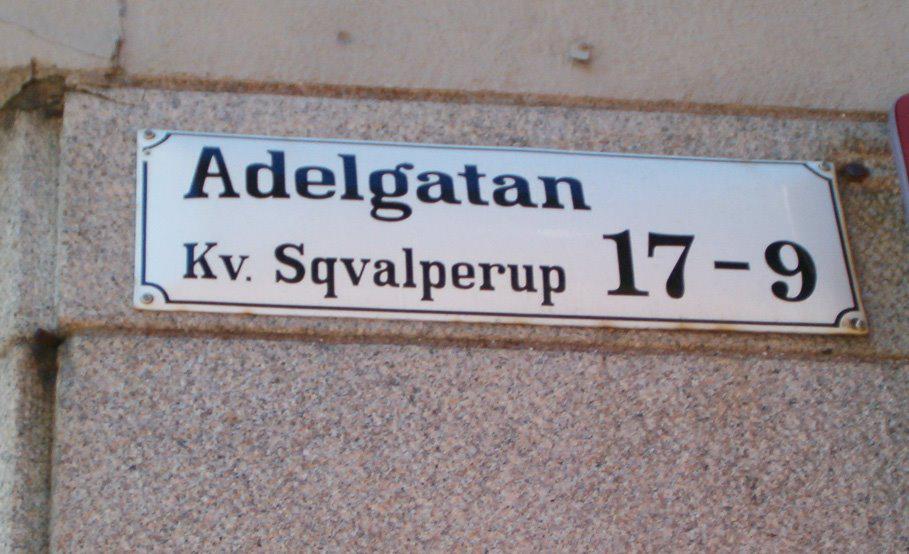 Adelgatan
Kv. Sqvalperup 17-9